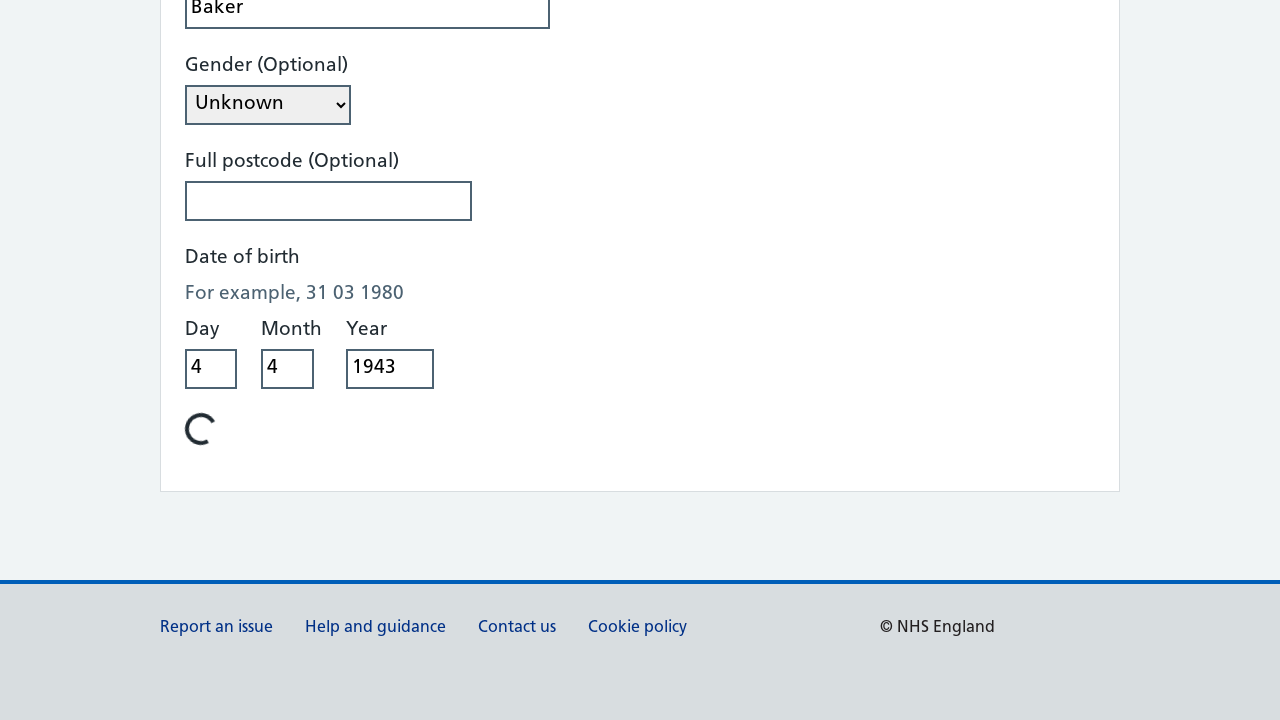 Baker
Gender (Optional)
Unknown
Full postcode (Optional)
Date of birth
For example, 31 03 1980
Day Month Year
4 4 1943
Report an issue Help and guidance Contact us Cookie policy © NHS England